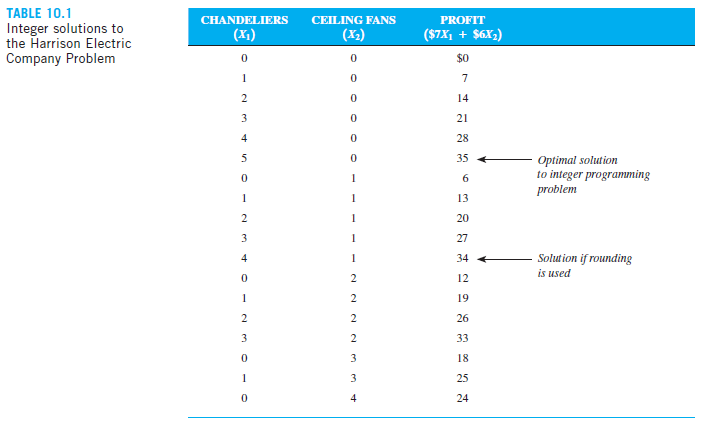 TABLE 10.1
Integer solutions to
the Harrison Electric
Company Problem
CHANDELIERS CEILING FANS PROFIT
(X₁) (X₂) ($7X₁ + $6X₂)
0 0 $0
1 0 7
2 0 14
3 0 21
4 0 28
5 0 35 Optimal solution
to integer programming
problem
0 1 6
1 1 13
2 1 20
3 1 27
4 1 34 Solution if rounding
is used
0 2 12
1 2 19
2 2 26
3 2 33
0 3 18
1 3 25
0 4 24